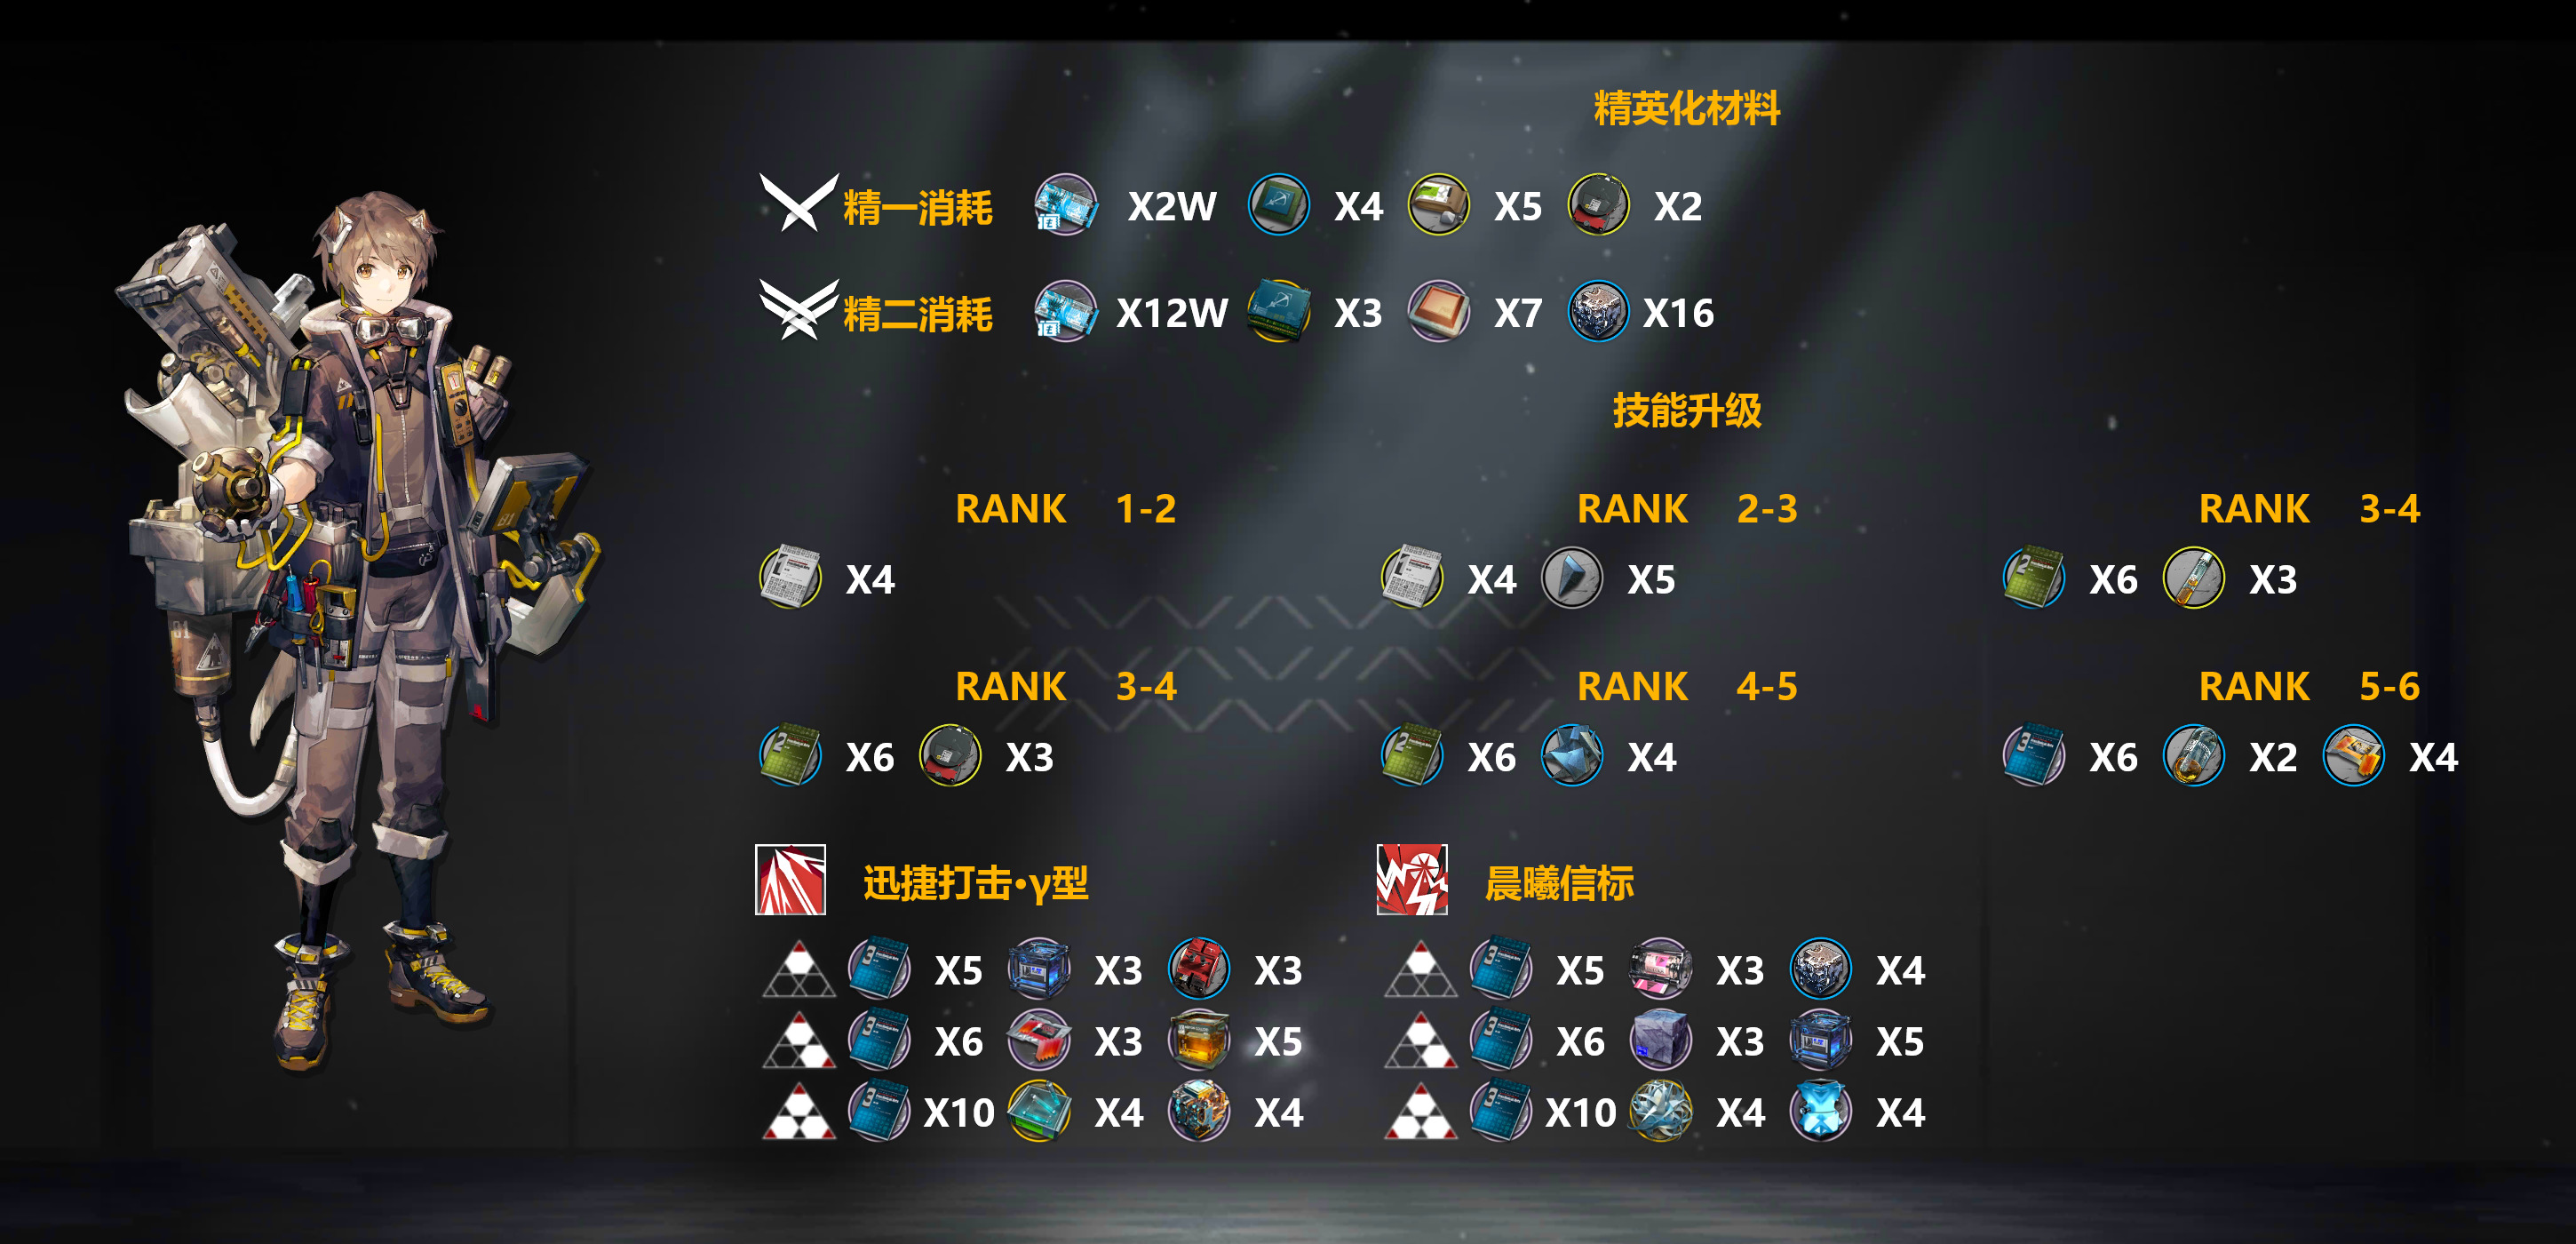 精英化材料
精一消耗 X2W X4 X5 X2
精二消耗 X12W X3 X7 X16
技能升级
RANK 1-2 RANK 2-3 RANK 3-4
X4 X4 X5 X6 X3
RANK 3-4 RANK 4-5 RANK 5-6
X6 X3 X6 X4 X6 X2 X4
迅捷打击·γ型 晨曦信标
X5 X3 X3 X5 X3 X4
X6 X3 X5 X6 X3 X5
X10 X4 X4 X10 X4 X4